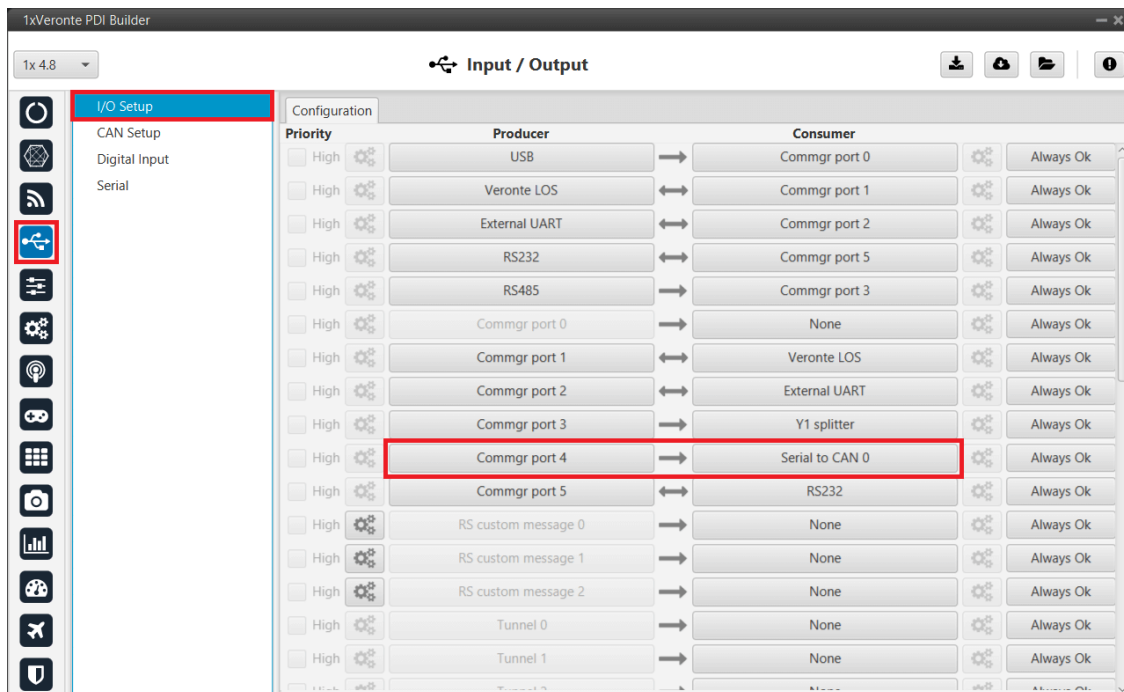 1xVeronte PDI Builder
1x 4.8
Input / Output
I/O Setup
CAN Setup
Digital Input
Serial
Configuration
Priority Producer Consumer
High USB Commgr port 0 Always Ok
High Veronte LOS Commgr port 1 Always Ok
High External UART Commgr port 2 Always Ok
High RS232 Commgr port 5 Always Ok
High RS485 Commgr port 3 Always Ok
High Commgr port 0 None Always Ok
High Commgr port 1 Veronte LOS Always Ok
High Commgr port 2 External UART Always Ok
High Commgr port 3 Y1 splitter Always Ok
High Commgr port 4 Serial to CAN 0 Always Ok
High Commgr port 5 RS232 Always Ok
High RS custom message 0 None Always Ok
High RS custom message 1 None Always Ok
High RS custom message 2 None Always Ok
High Tunnel 0 None Always Ok
High Tunnel 1 None Always Ok